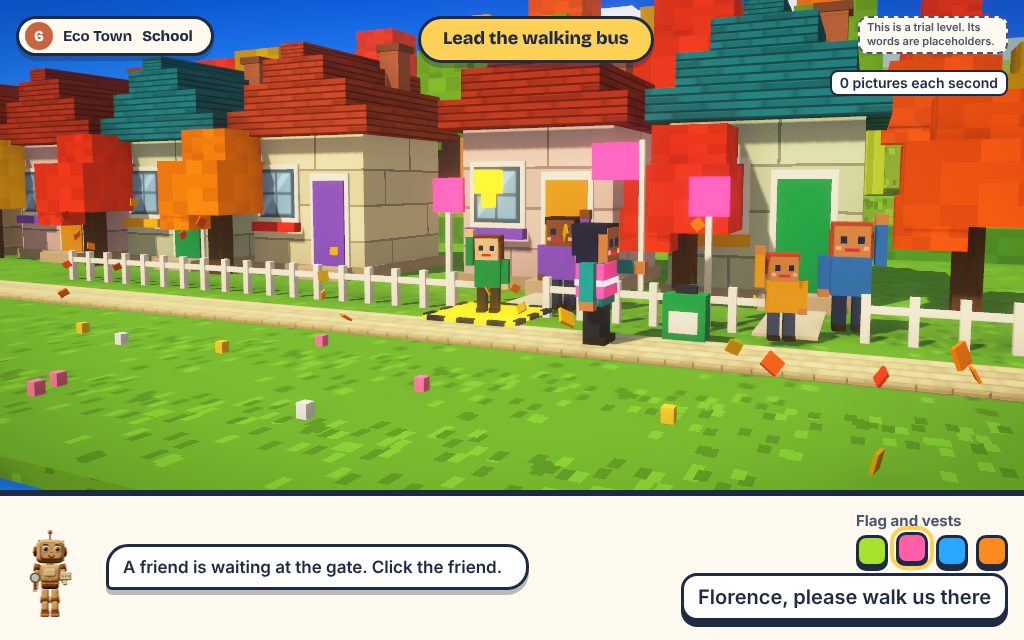 6 Eco Town School
Lead the walking bus
This is a trial level. Its
words are placeholders.
0 pictures each second
A friend is waiting at the gate. Click the friend.
Flag and vests
Florence, please walk us there